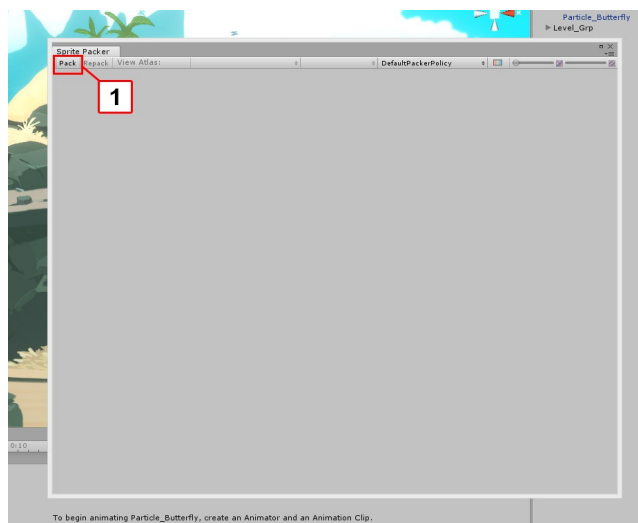 Particle_Butterfly
Level_Grp
Sprite Packer
Pack Repack View Atlas: DefaultPackerPolicy
1
0:10
To begin animating Particle_Butterfly, create an Animator and an Animation Clip.